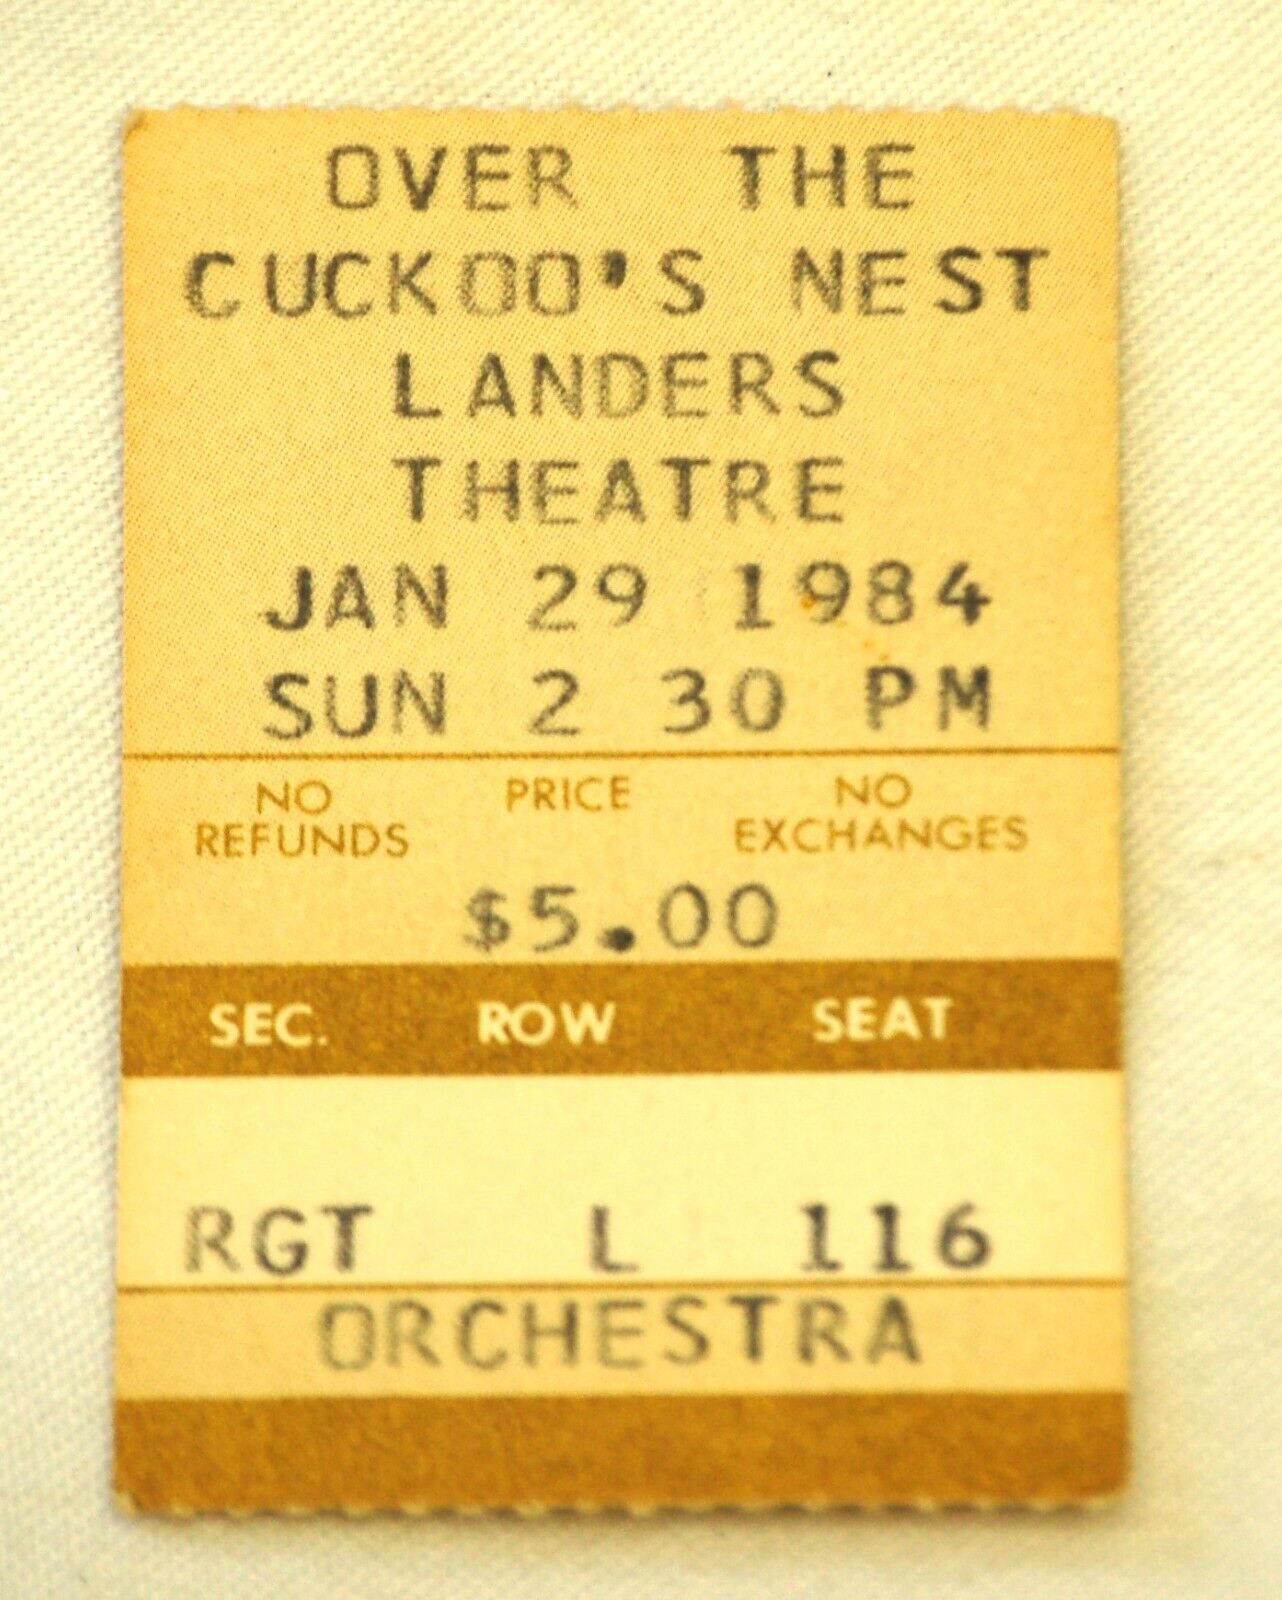 OVER THE
CUCKOO'S NEST
LANDERS
THEATRE
JAN 29 1984
SUN 2 30 PM
NO REFUNDS PRICE NO EXCHANGES
$5.00
SEC. ROW SEAT
RGT L 116
ORCHESTRA